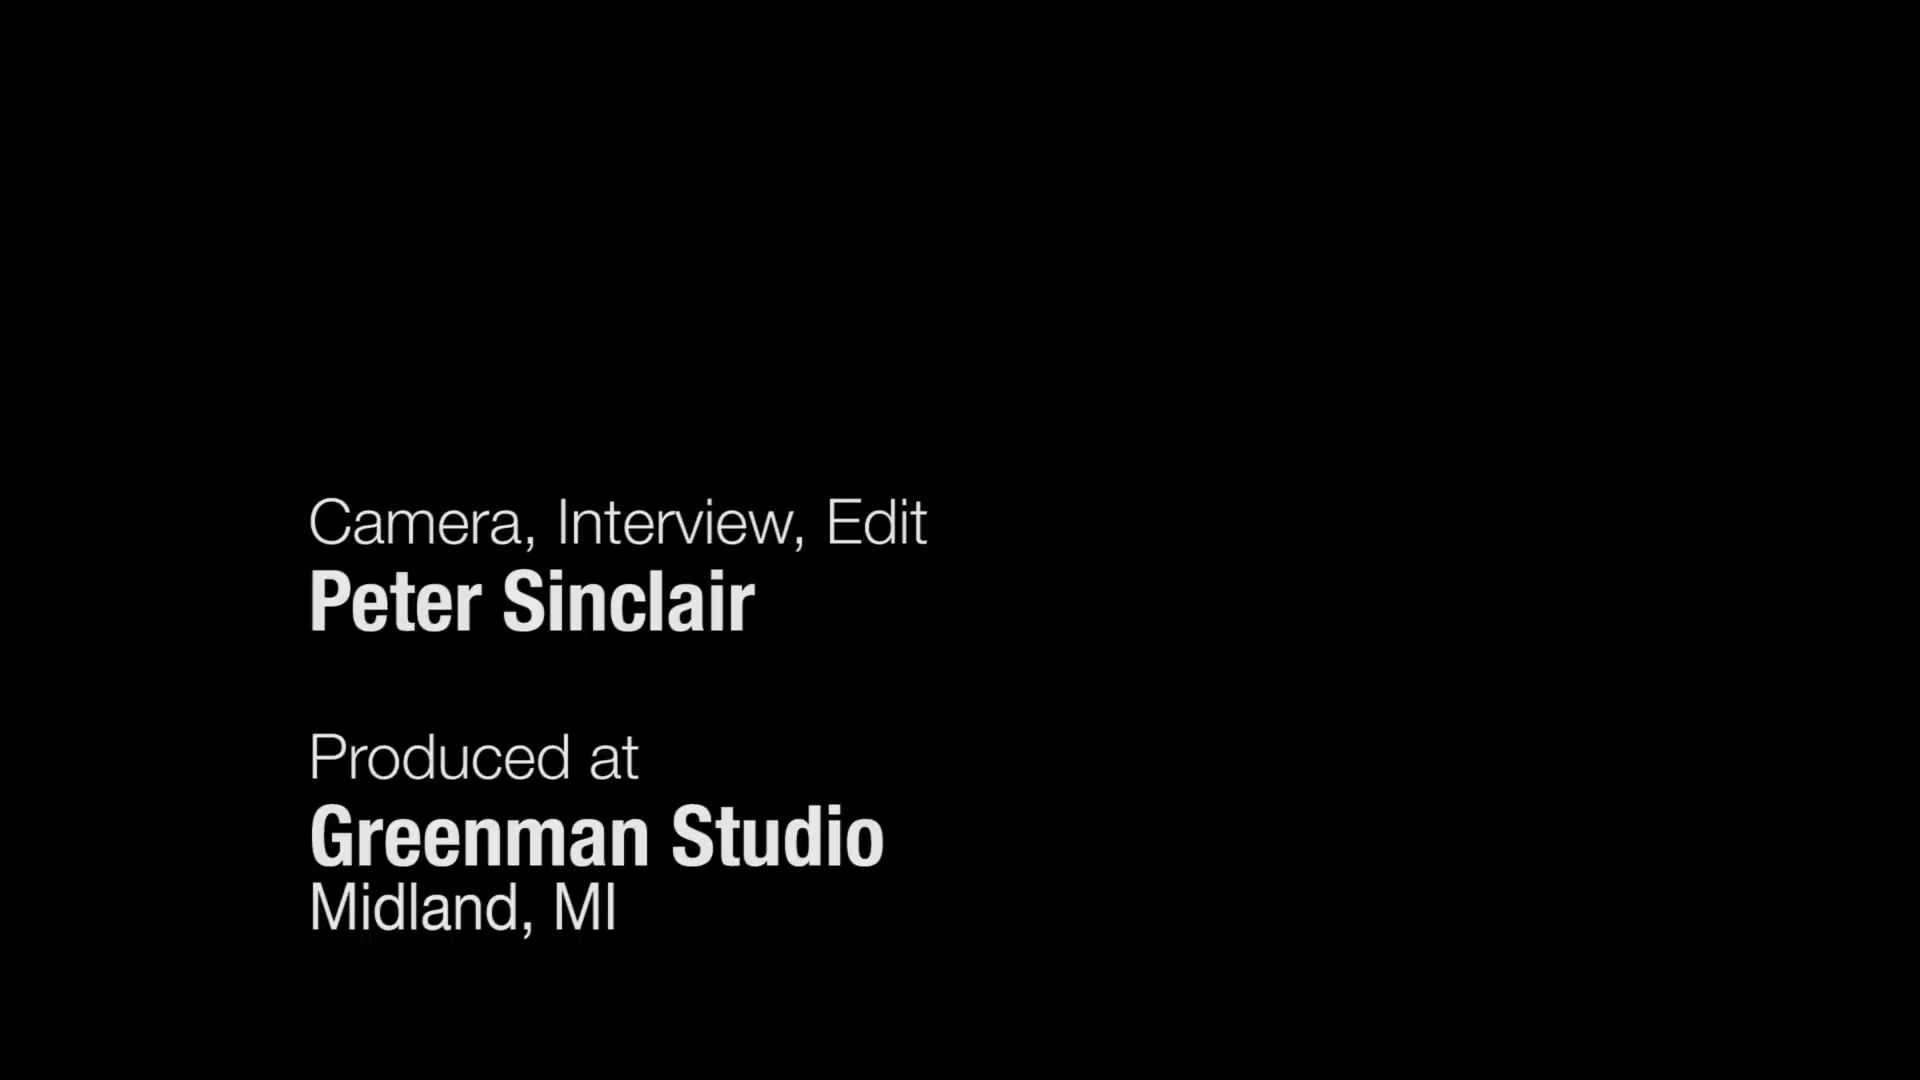 Camera, Interview, Edit
Peter Sinclair
Produced at
Greenman Studio
Midland, MI